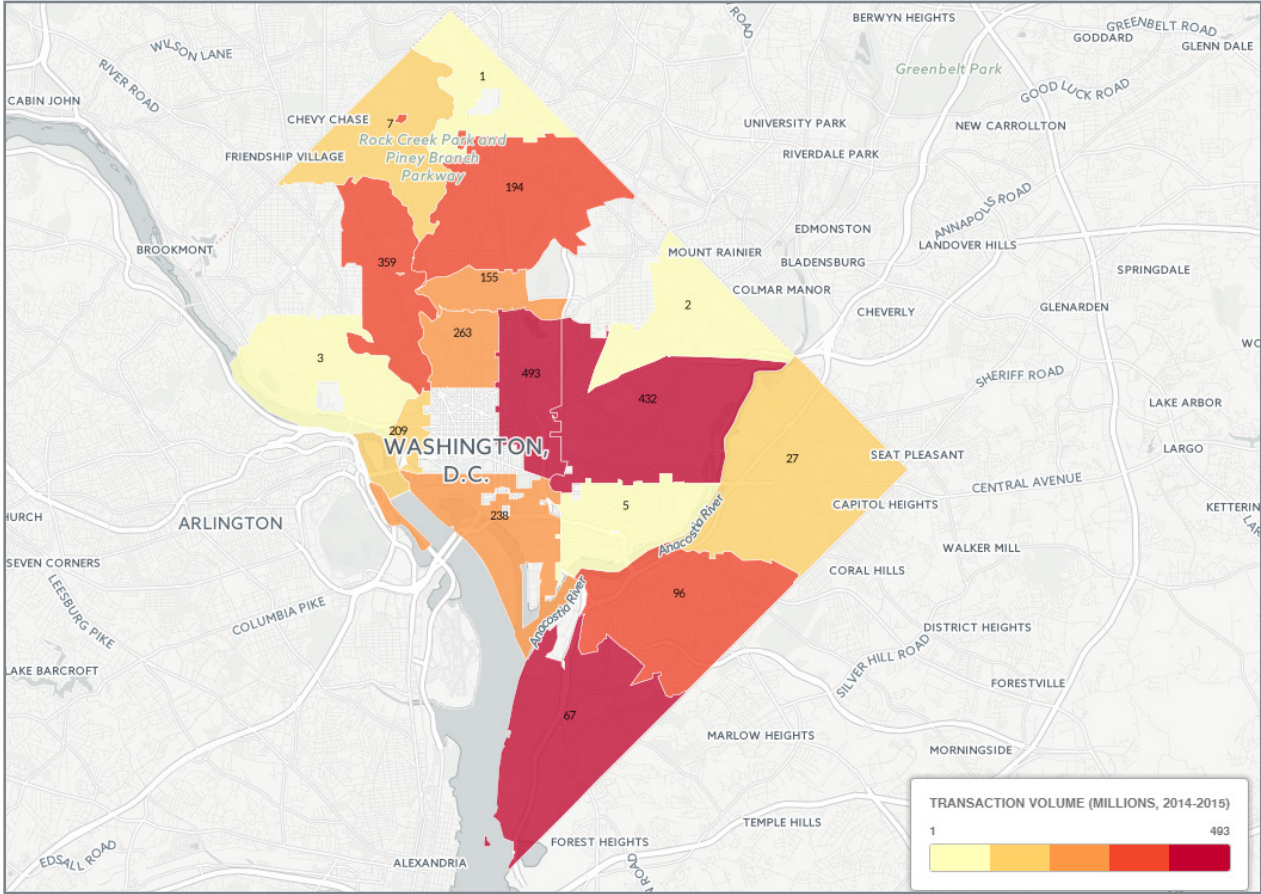 BERWYN HEIGHTS
GREENBELT ROAD
GODDARD
GLENN DALE
ROAD
WILSON LANE
RIVER ROAD
Greenbelt Park
GOOD LUCK ROAD
CABIN JOHN
1
CHEVY CHASE
7
UNIVERSITY PARK
NEW CARROLLTON
Rock Creek Park and
Piney Branch
Parkway
FRIENDSHIP VILLAGE
RIVERDALE PARK
194
ANNAPOLIS ROAD
EDMONSTON
BROOKMONT
MOUNT RAINIER
LANDOVER HILLS
359
BLADENSBURG
SPRINGDALE
155
COLMAR MANOR
2
GLENARDEN
CHEVERLY
263
WO
3
493
SHERIFF ROAD
432
LAKE ARBOR
209
WASHINGTON,
D.C.
LARGO
27
SEAT PLEASANT
CENTRAL AVENUE
CAPITOL HEIGHTS
5
KETTERIN
LAR
HURCH
ARLINGTON
238
Anacostia River
WALKER MILL
SEVEN CORNERS
CORAL HILLS
LEESBURG PIKE
COLUMBIA PIKE
Anacostia River
96
DISTRICT HEIGHTS
SILVER HILL ROAD
LAKE BARCROFT
FORESTVILLE
67
MARLOW HEIGHTS
MORNINGSIDE
TRANSACTION VOLUME (MILLIONS, 2014-2015)
1 493
TEMPLE HILLS
FOREST HEIGHTS
EDSALL ROAD
ALEXANDRIA
ROAD